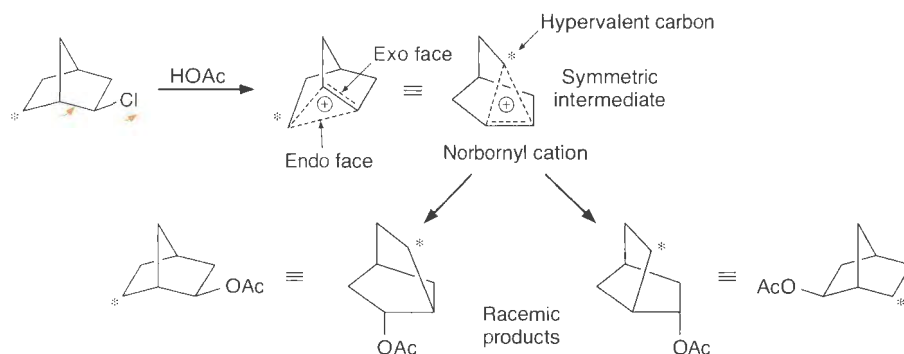 Hypervalent carbon
Exo face
*
Cl
HOAc
⊕
≡
⊕
Symmetric
intermediate
*
*
Endo face
Norbornyl cation
*
*
*
OAc
≡
≡
AcO
*
Racemic
products
OAc
OAc